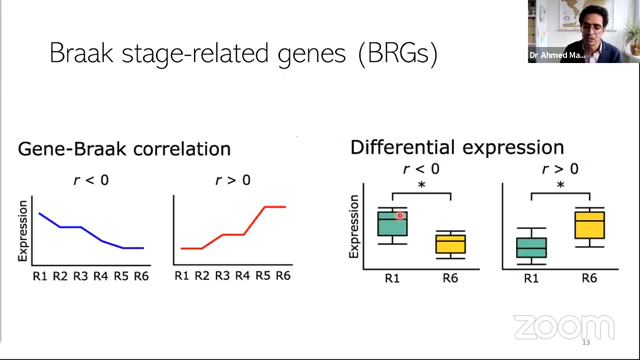 Braak stage-related genes (BRGs)
Dr Ahmed Ma...
Gene-Braak correlation
r < 0
r > 0
Expression
R1 R2 R3 R4 R5 R6
R1 R2 R3 R4 R5 R6
Differential expression
r < 0
r > 0
*
*
Expression
R1
R6
R1
R6
zoom
13